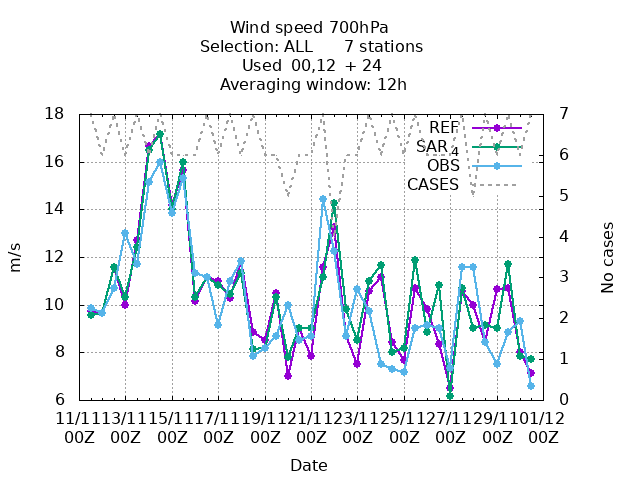 Wind speed 700hPa
Selection: ALL 7 stations
Used 00,12 + 24
Averaging window: 12h
REF
SAR_4
OBS
CASES
m/s
No cases
18
16
14
12
10
8
6
7
6
5
4
3
2
1
0
11/11 13/11 15/11 17/11 19/11 21/11 23/11 25/11 27/11 29/11 01/12
00Z 00Z 00Z 00Z 00Z 00Z 00Z 00Z 00Z 00Z 00Z
Date